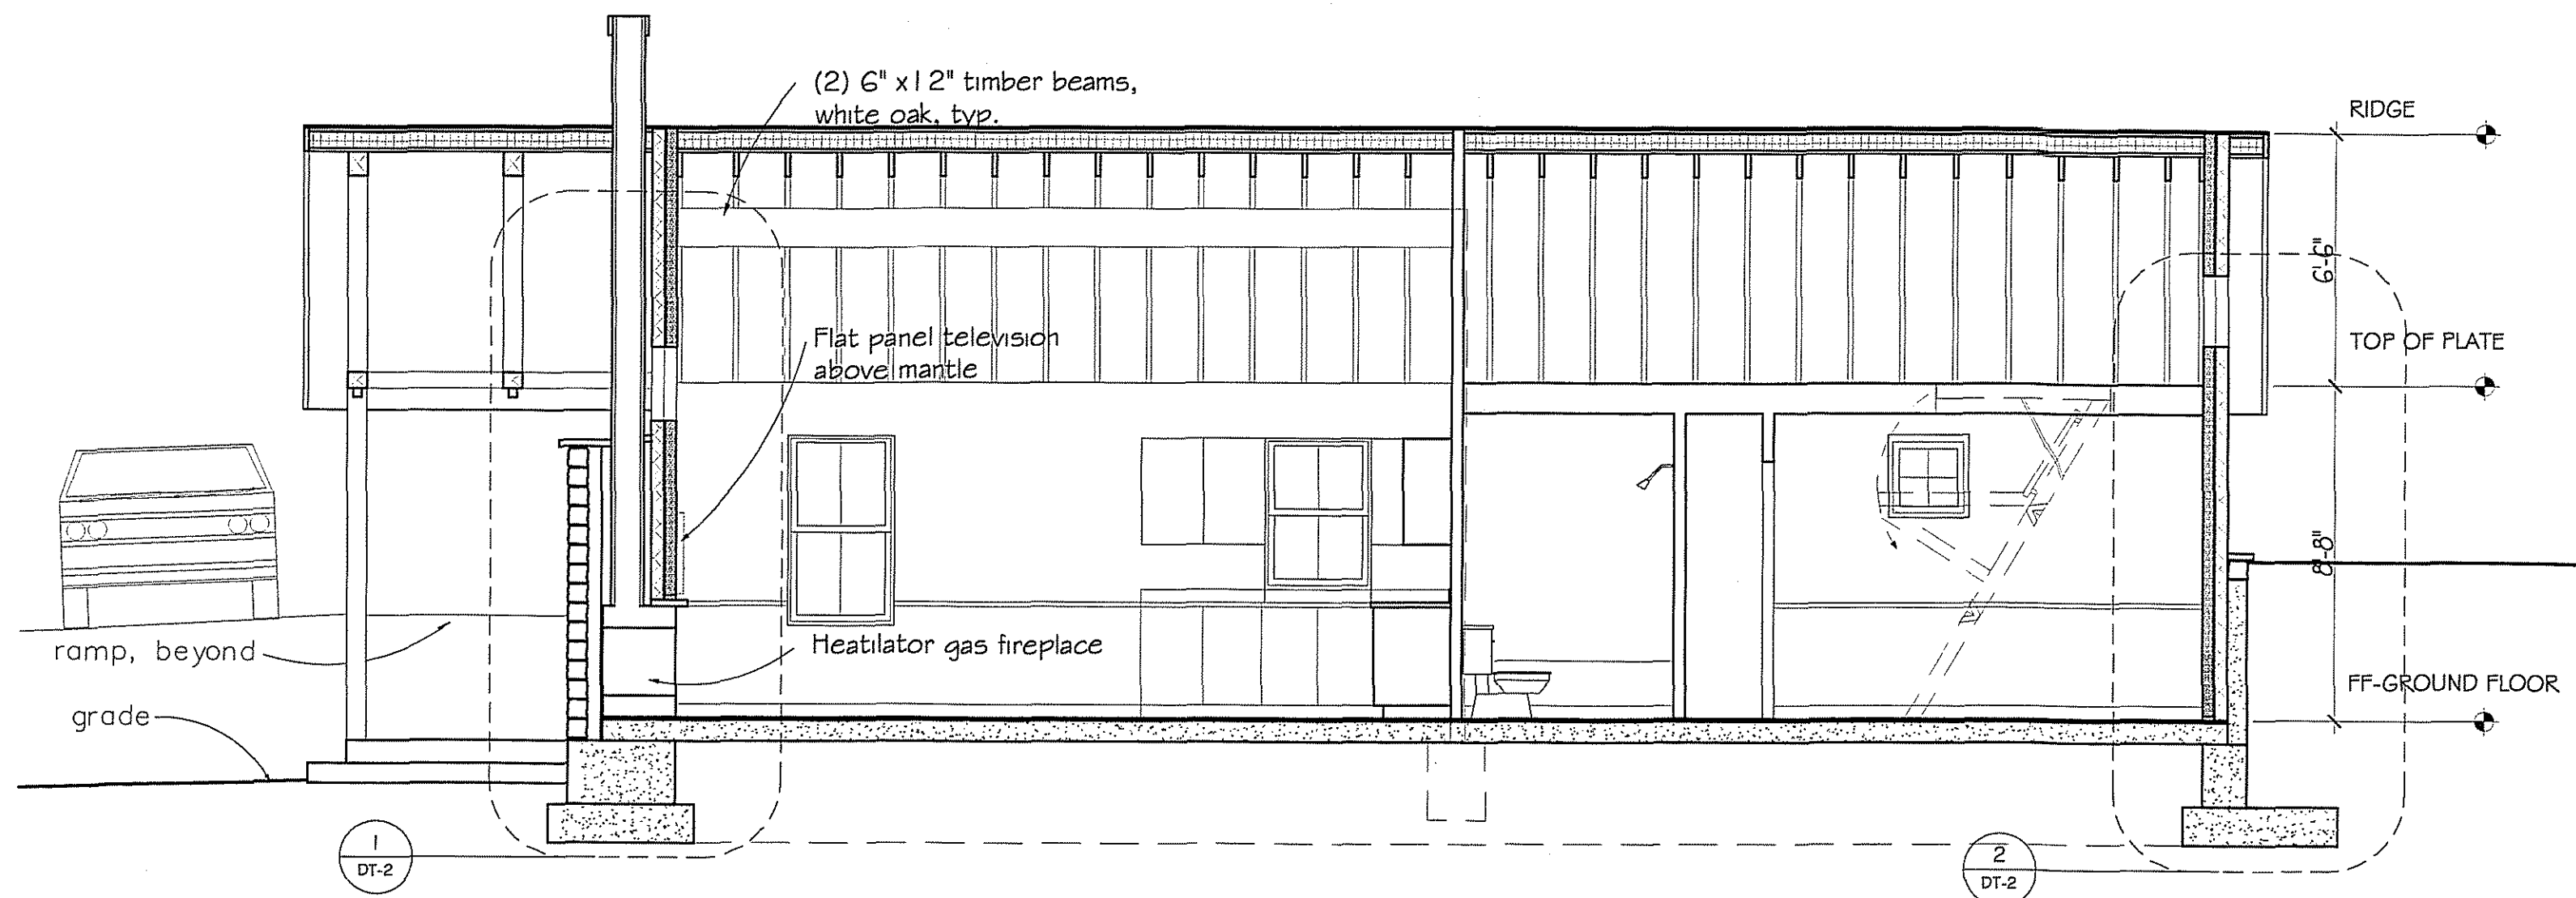 (2) 6" x12" timber beams,
white oak, typ.
RIDGE
6'-6"
Flat panel television
above mantle
TOP OF PLATE
8'-8"
ramp, beyond
Heatilator gas fireplace
FF-GROUND FLOOR
grade
1
DT-2
2
DT-2